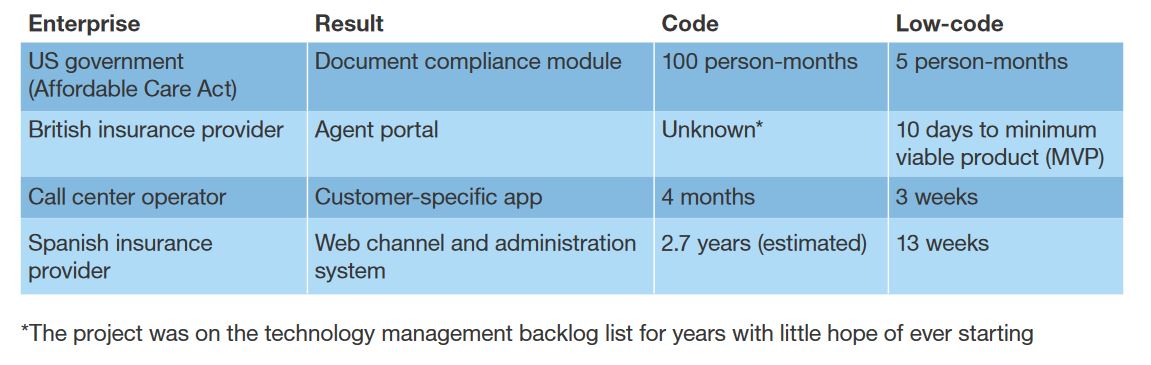 Enterprise Result Code Low-code
US government Document compliance module 100 person-months 5 person-months
(Affordable Care Act)
British insurance provider Agent portal Unknown* 10 days to minimum
viable product (MVP)
Call center operator Customer-specific app 4 months 3 weeks
Spanish insurance Web channel and administration 2.7 years (estimated) 13 weeks
provider system
*The project was on the technology management backlog list for years with little hope of ever starting